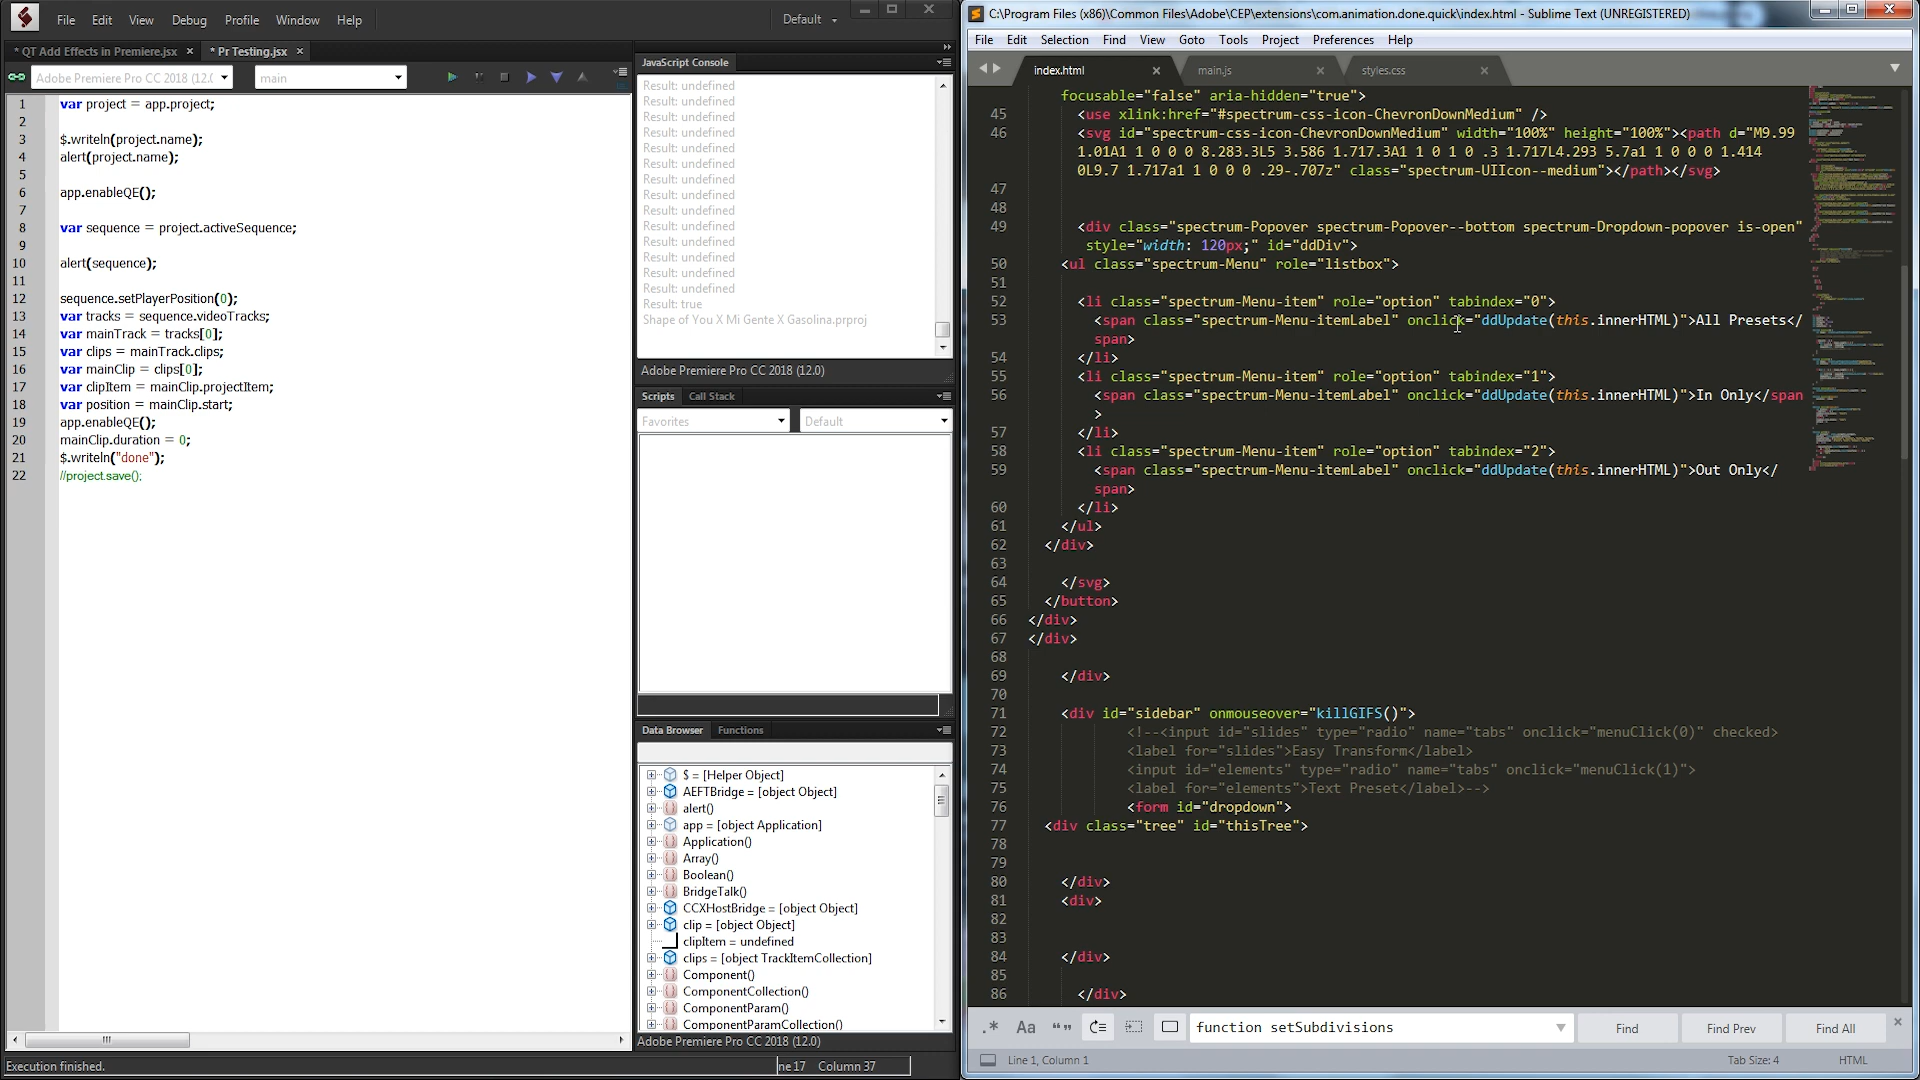 File Edit View Debug Profile Window Help
Default
* QT Add Effects in Premiere.jsx
* Pr Testing.jsx
Adobe Premiere Pro CC 2018 (12.(
main
1 var project = app.project;
2
3 $.writeln(project.name);
4 alert(project.name);
5
6 app.enableQE();
7
8 var sequence = project.activeSequence;
9
10 alert(sequence);
11
12 sequence.setPlayerPosition(0);
13 var tracks = sequence.videoTracks;
14 var mainTrack = tracks[0];
15 var clips = mainTrack.clips;
16 var mainClip = clips[0];
17 var clipItem = mainClip.projectItem;
18 var position = mainClip.start;
19 app.enableQE();
20 mainClip.duration = 0;
21 $.writeln("done");
22 //project.save();
Execution finished.
ne 17 Column 37
JavaScript Console
Result: undefined
Result: undefined
Result: undefined
Result: undefined
Result: undefined
Result: undefined
Result: undefined
Result: undefined
Result: undefined
Result: undefined
Result: undefined
Result: undefined
Result: undefined
Result: undefined
Result: true
Shape of You X Mi Gente X Gasolina.prproj
Adobe Premiere Pro CC 2018 (12.0)
Scripts Call Stack
Favorites
Default
Data Browser Functions
$ = [Helper Object]
AEFTBridge = [object Object]
alert()
app = [object Application]
Application()
Array()
Boolean()
BridgeTalk()
CCXHostBridge = [object Object]
clip = [object Object]
clipItem = undefined
clips = [object TrackItemCollection]
Component()
ComponentCollection()
ComponentParam()
ComponentParamCollection()
Adobe Premiere Pro CC 2018 (12.0)
C:\Program Files (x86)\Common Files\Adobe\CEP\extensions\com.animation.done.quick\index.html - Sublime Text (UNREGISTERED)
File Edit Selection Find View Goto Tools Project Preferences Help
index.html
main.js
styles.css
focusable="false" aria-hidden="true">
45 <use xlink:href="#spectrum-css-icon-ChevronDownMedium" />
46 <svg id="spectrum-css-icon-ChevronDownMedium" width="100%" height="100%"><path d="M9.99
1.01A1 1 0 0 0 8.283.3L5 3.586 1.717.3A1 1 0 1 0 .3 1.717L4.293 5.7a1 1 0 0 0 1.414
0L9.7 1.717a1 1 0 0 0 .29-.707z" class="spectrum-UIIcon--medium"></path></svg>
47
48
49 <div class="spectrum-Popover spectrum-Popover--bottom spectrum-Dropdown-popover is-open"
style="width: 120px;" id="ddDiv">
50 <ul class="spectrum-Menu" role="listbox">
51
52 <li class="spectrum-Menu-item" role="option" tabindex="0">
53 <span class="spectrum-Menu-itemLabel" onclick="ddUpdate(this.innerHTML)">All Presets</
span>
54 </li>
55 <li class="spectrum-Menu-item" role="option" tabindex="1">
56 <span class="spectrum-Menu-itemLabel" onclick="ddUpdate(this.innerHTML)">In Only</span
>
57 </li>
58 <li class="spectrum-Menu-item" role="option" tabindex="2">
59 <span class="spectrum-Menu-itemLabel" onclick="ddUpdate(this.innerHTML)">Out Only</
span>
60 </li>
61 </ul>
62 </div>
63
64 </svg>
65 </button>
66 </div>
67 </div>
68
69 </div>
70
71 <div id="sidebar" onmouseover="killGIFS()">
72 <!--<input id="slides" type="radio" name="tabs" onclick="menuClick(0)" checked>
73 <label for="slides">Easy Transform</label>
74 <input id="elements" type="radio" name="tabs" onclick="menuClick(1)">
75 <label for="elements">Text Preset</label>-->
76 <form id="dropdown">
77 <div class="tree" id="thisTree">
78
79
80 </div>
81 <div>
82
83
84 </div>
85
86 </div>
.* Aa “”
function setSubdivisions
Find
Find Prev
Find All
Line 1, Column 1
Tab Size: 4
HTML